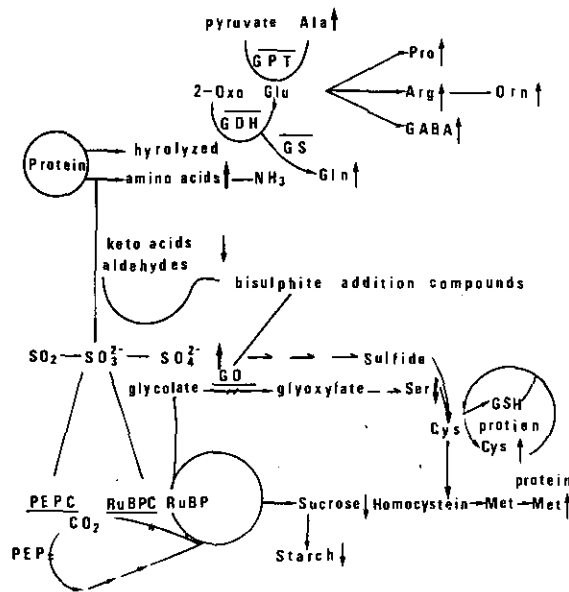 pyruvate Ala↑
GPT
Pro↑
2-Oxo Glu Arg↑ Orn↑
GDH GABA↑
GS
Protein hyrolyzed
amino acids↑ NH₃ Gln↑
keto acids ↓
aldehydes
bisulphite addition compounds
SO₂ SO₃²⁻ SO₄²⁻ ↑ Sulfide
GO
glycolate glyoxyfate Ser↓
GSH
Cys protien
Cys↑
protein
PEPC RuBPC RuBP Sucrose↓ Homocystein Met Met↑
CO₂
PEP Starch↓